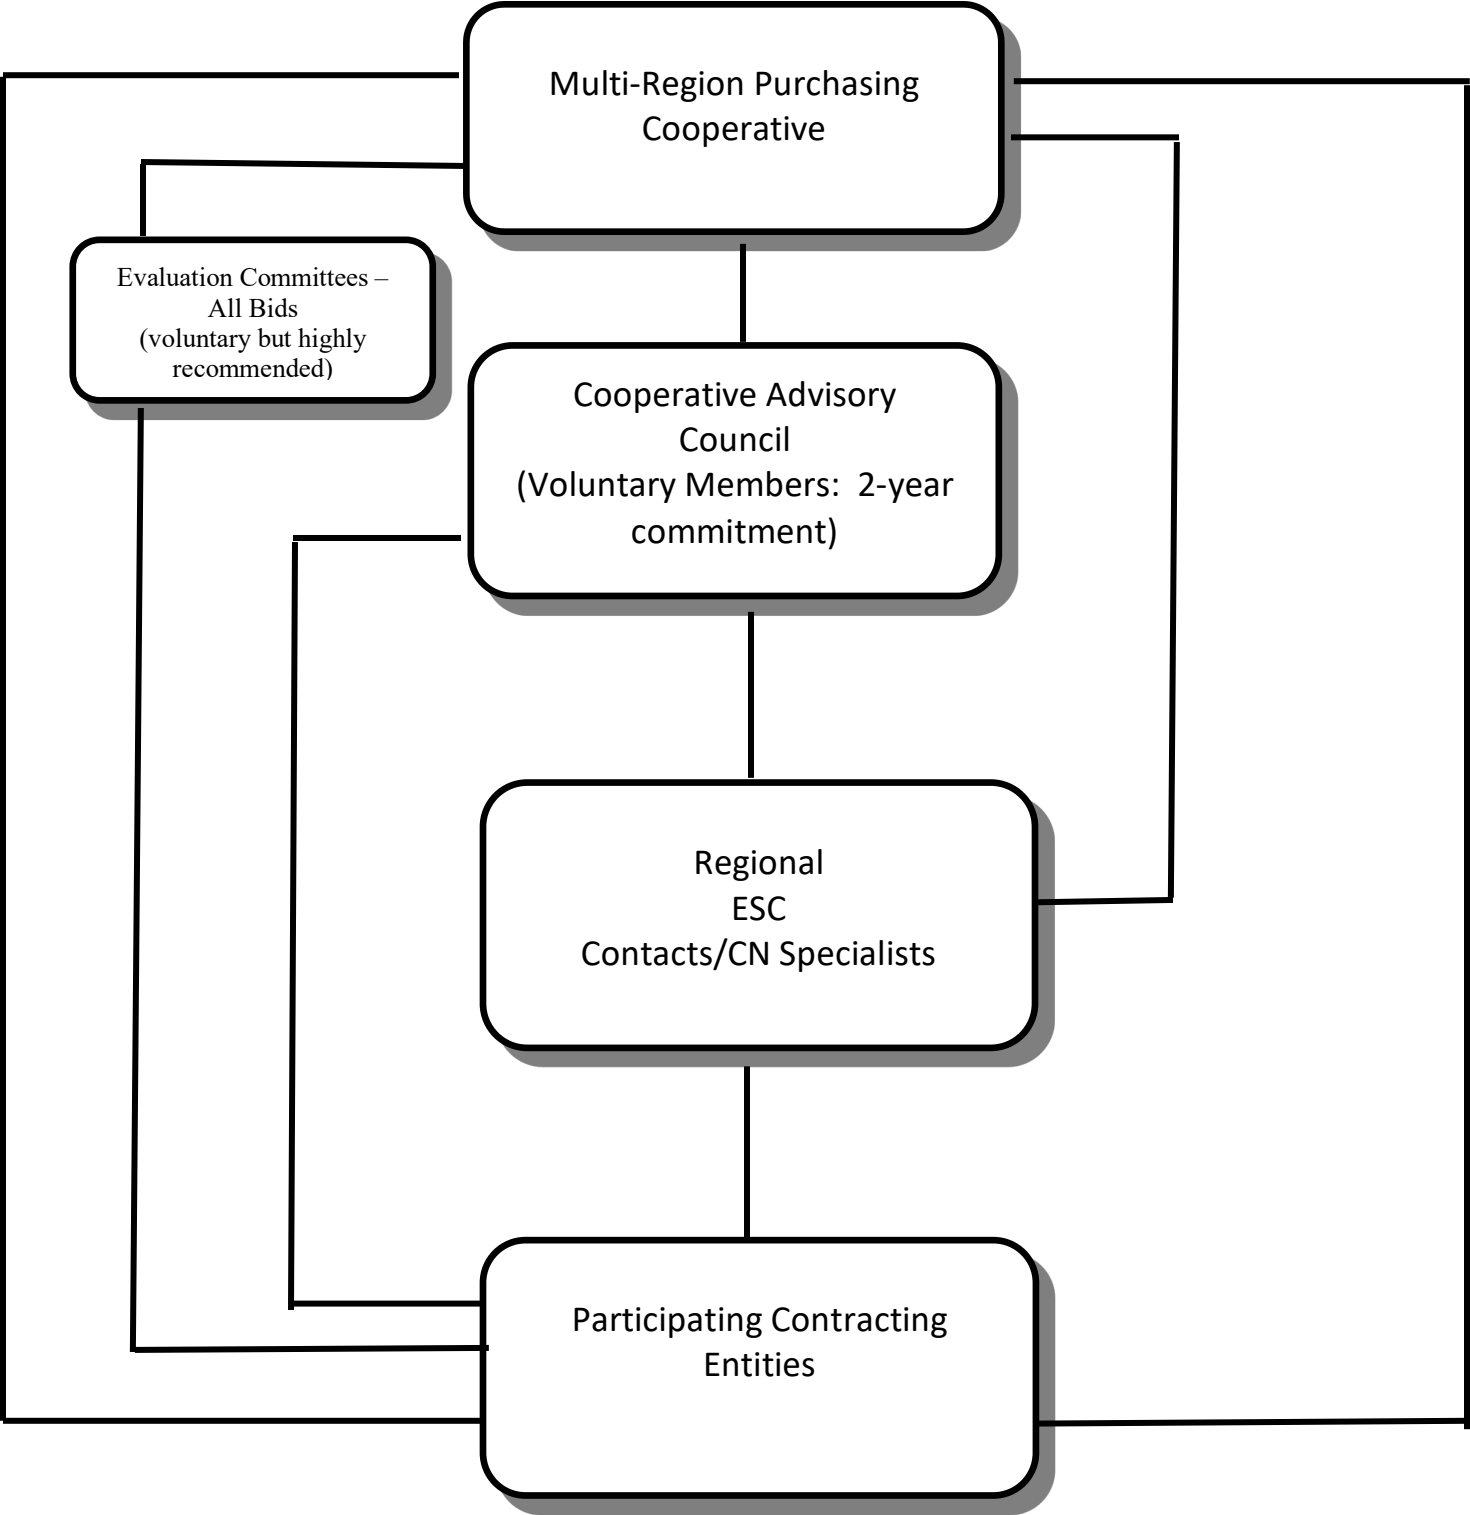 Multi-Region Purchasing
Cooperative
Evaluation Committees –
All Bids
(voluntary but highly
recommended)
Cooperative Advisory
Council
(Voluntary Members:  2-year
commitment)
Regional
ESC
Contacts/CN Specialists
Participating Contracting
Entities